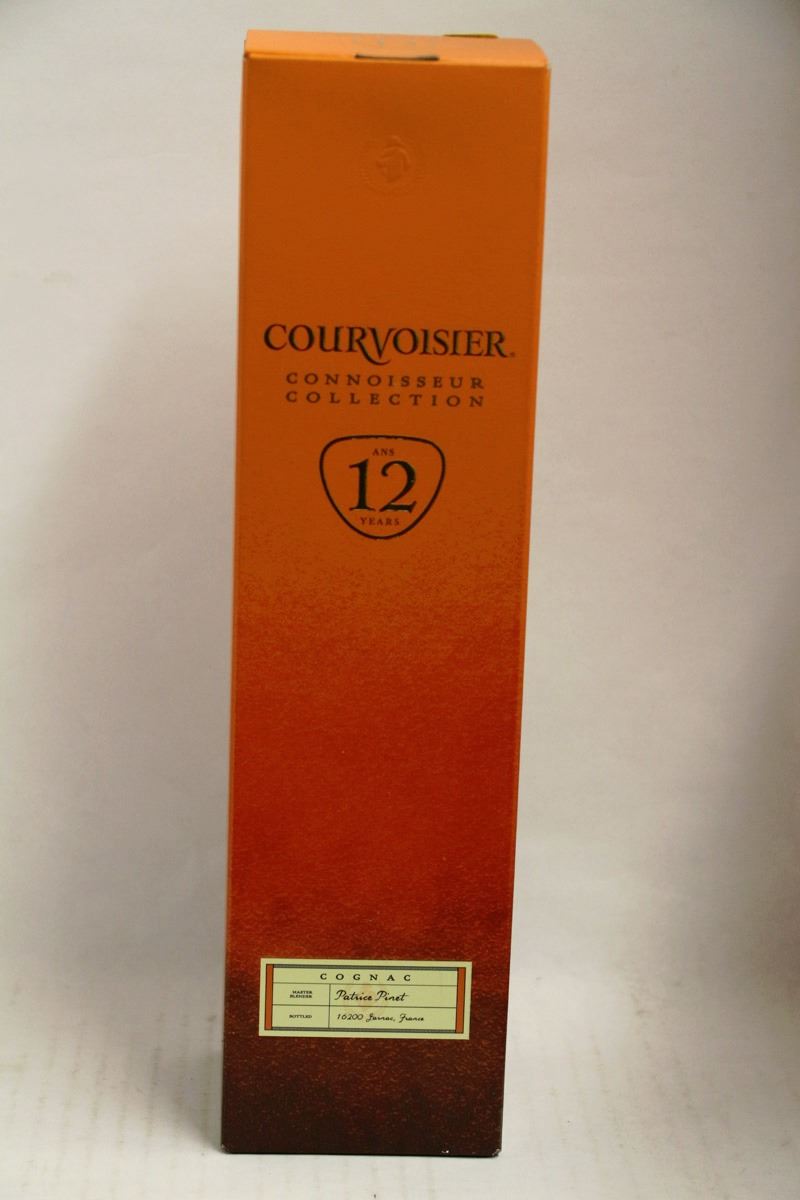 COURVOISIER®
CONNOISSEUR
COLLECTION
ANS
12
YEARS
COGNAC
MASTER
BLENDER
Patrice Pinet
BOTTLED
16200 Jarnac, France